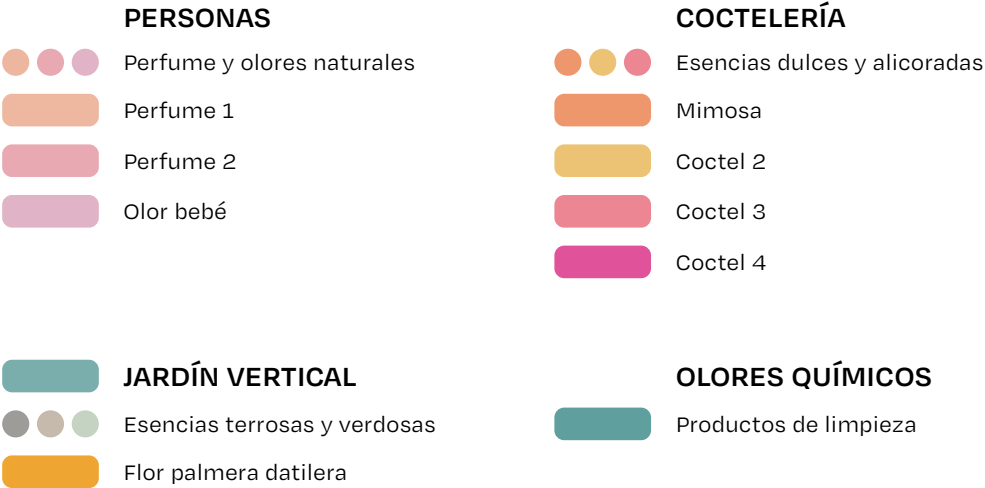 PERSONAS
Perfume y olores naturales
Perfume 1
Perfume 2
Olor bebé
COCTELERÍA
Esencias dulces y alicoradas
Mimosa
Coctel 2
Coctel 3
Coctel 4
JARDÍN VERTICAL
Esencias terrosas y verdosas
Flor palmera datilera
OLORES QUÍMICOS
Productos de limpieza